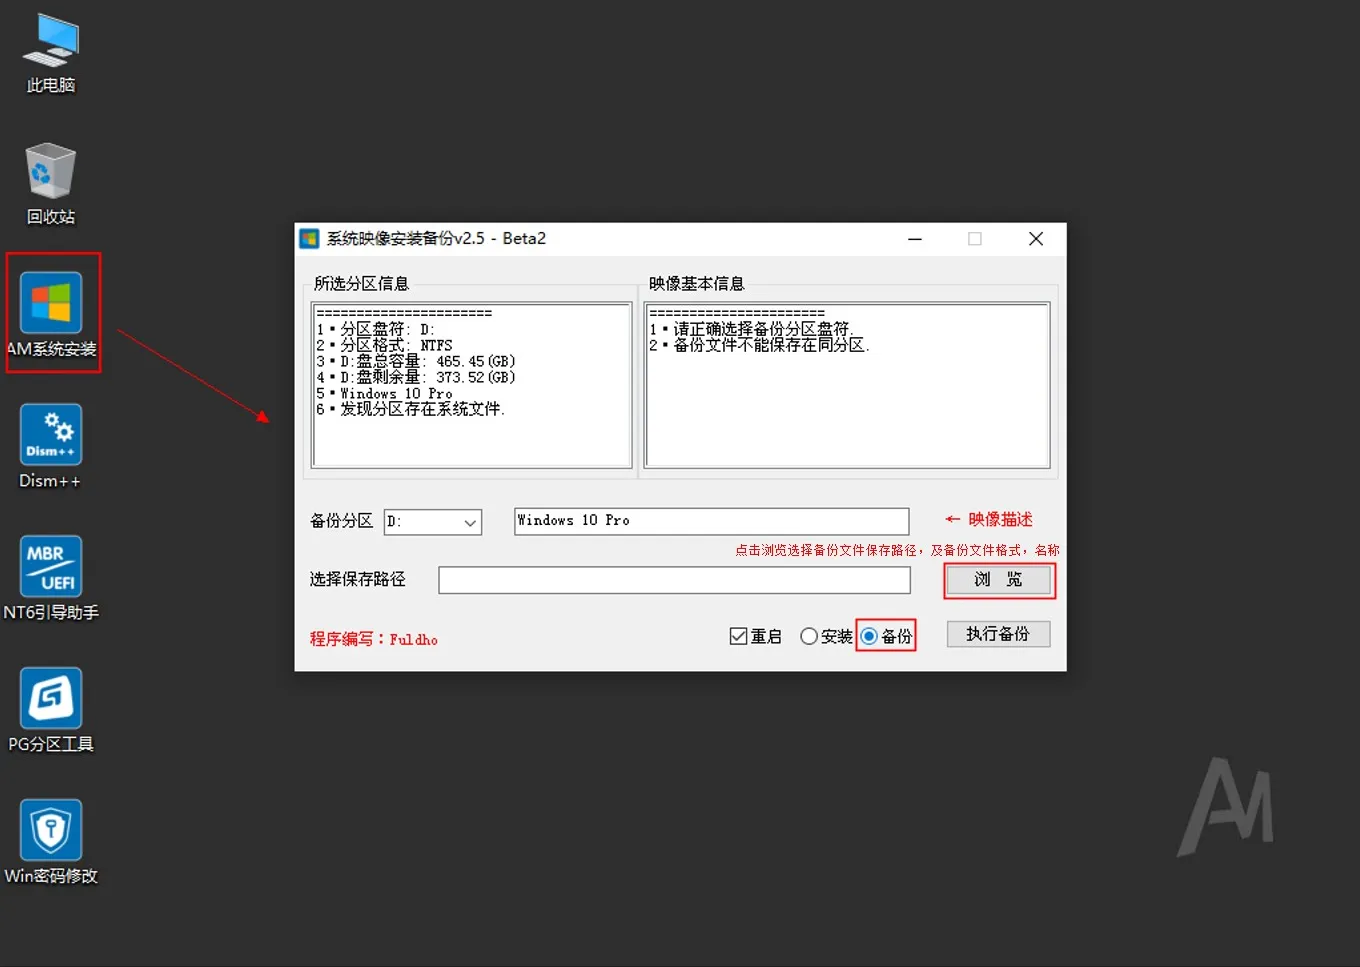 此电脑
回收站
AM系统安装
Dism++
Dism++
MBR
UEFI
NT6引导助手
PG分区工具
Win密码修改
系统映像安装备份v2.5 - Beta2
所选分区信息
======================
1▪分区盘符: D:
2▪分区格式: NTFS
3▪D:盘总容量: 465.45(GB)
4▪D:盘剩余量: 373.52(GB)
5▪Windows 10 Pro
6▪发现分区存在系统文件.
映像基本信息
======================
1▪请正确选择备份分区盘符.
2▪备份文件不能保存在同分区.
备份分区 D: Windows 10 Pro ← 映像描述
点击浏览选择备份文件保存路径，及备份文件格式，名称
选择保存路径 浏 览
程序编写：Fuldho 重启 安装 备份 执行备份
AM